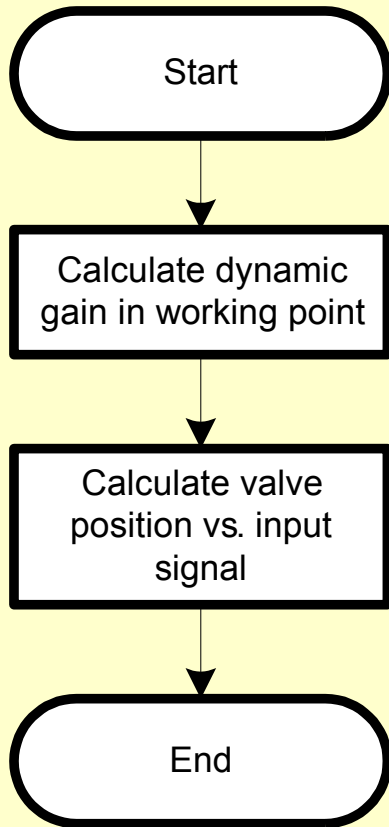 Start
Calculate dynamic
gain in working point
Calculate valve
position vs. input
signal
End